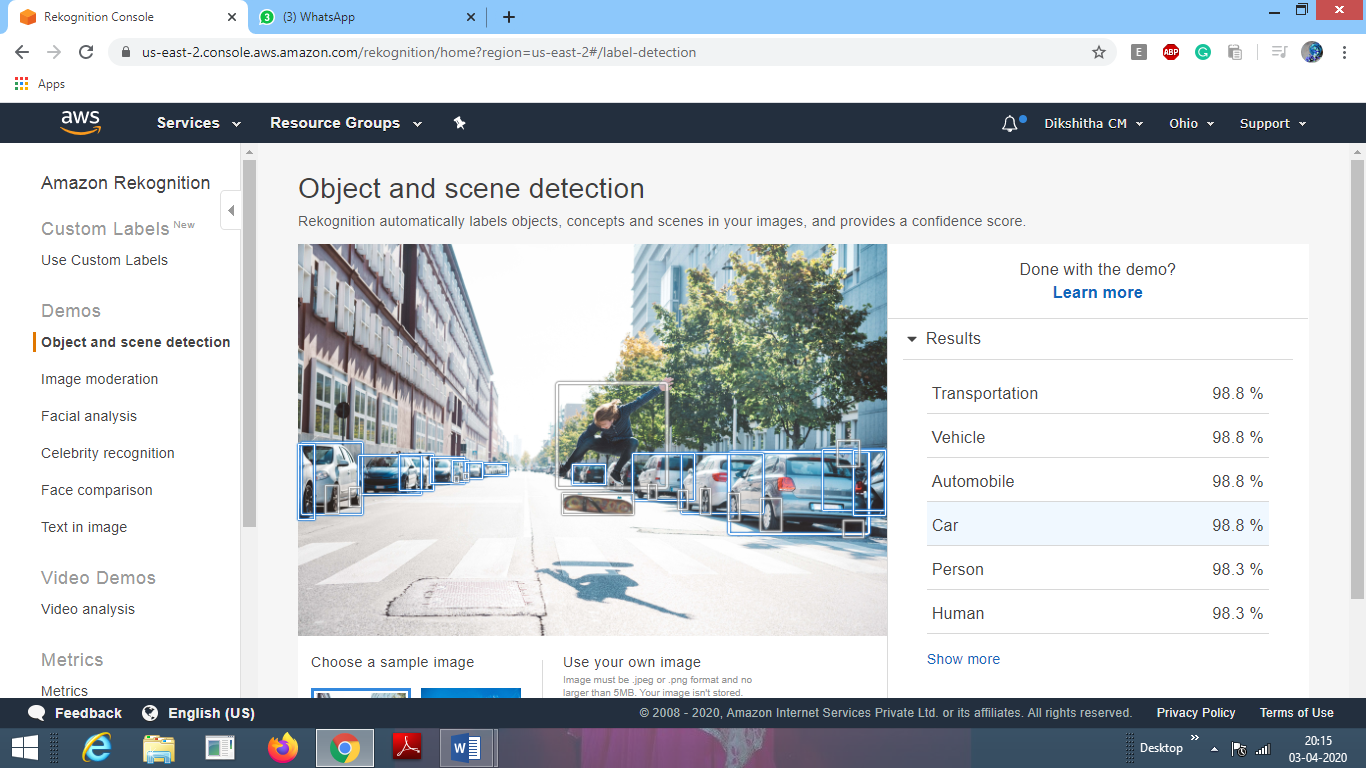 Rekognition Console
(3) WhatsApp
us-east-2.console.aws.amazon.com/rekognition/home?region=us-east-2#/label-detection
E
ABP
Apps
aws
Services
Resource Groups
Dikshitha CM
Ohio
Support
Amazon Rekognition
Custom Labels New
Use Custom Labels
Demos
Object and scene detection
Image moderation
Facial analysis
Celebrity recognition
Face comparison
Text in image
Video Demos
Video analysis
Metrics
Metrics
Object and scene detection
Rekognition automatically labels objects, concepts and scenes in your images, and provides a confidence score.
Choose a sample image
Use your own image
Image must be .jpeg or .png format and no
larger than 5MB. Your image isn't stored.
Done with the demo?
Learn more
Results
Transportation 98.8 %
Vehicle 98.8 %
Automobile 98.8 %
Car 98.8 %
Person 98.3 %
Human 98.3 %
Show more
Feedback
English (US)
© 2008 - 2020, Amazon Internet Services Private Ltd. or its affiliates. All rights reserved.
Privacy Policy
Terms of Use
Desktop
20:15
03-04-2020